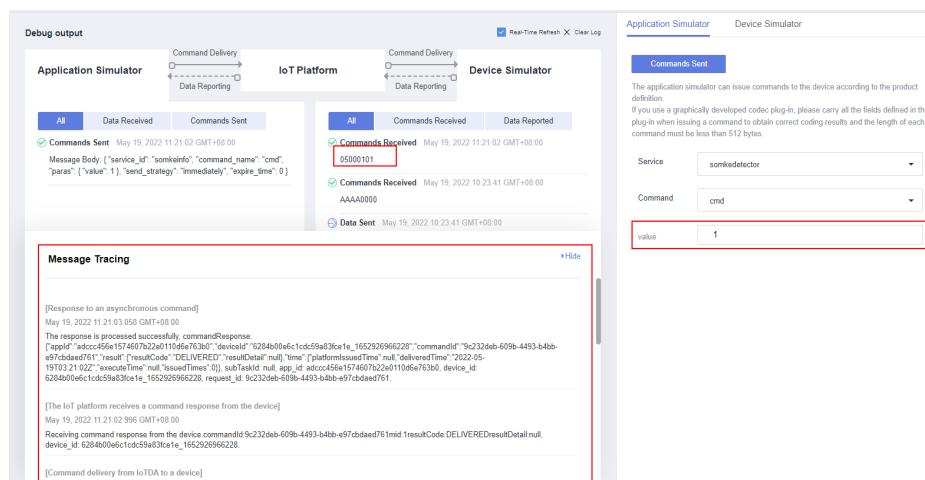 Debug output
Real-Time Refresh
Clear Log
Application Simulator
Command Delivery
Data Reporting
IoT Platform
Command Delivery
Data Reporting
Device Simulator
All
Data Received
Commands Sent
Commands Sent May 19, 2022 11:21:02 GMT+08:00
Message Body: { "service_id": "somkeinfo", "command_name": "cmd",
"paras": { "value": 1 }, "send_strategy": "immediately", "expire_time": 0 }
All
Commands Received
Data Reported
Commands Received May 19, 2022 11:21:02 GMT+08:00
05000101
Commands Received May 19, 2022 10:23:41 GMT+08:00
AAAA0000
Data Sent May 19, 2022 10:23:41 GMT+08:00
Message Tracing
Hide
[Response to an asynchronous command]
May 19, 2022 11:21:03.058 GMT+08:00
The response is processed successfully, commandResponse:
{"appId":"adccc456e1574607b22e0110d6e763b0","deviceId":"6284b00e6c1cdc59a83fce1e_1652926966228","commandId":"9c232deb-609b-4493-b4bb-
e97cbdaed761","result":{"resultCode":"DELIVERED","resultDetail":null},"time":{"platformIssuedTime":null,"deliveredTime":"2022-05-
19T03:21:02Z","executeTime":null,"issuedTimes":0}}, subTaskId: null, app_id: adccc456e1574607b22e0110d6e763b0, device_id:
6284b00e6c1cdc59a83fce1e_1652926966228, request_id: 9c232deb-609b-4493-b4bb-e97cbdaed761.
[The IoT platform receives a command response from the device]
May 19, 2022 11:21:02.996 GMT+08:00
Receiving command response from the device commandId:9c232deb-609b-4493-b4bb-e97cbdaed761mid:1resultCode:DELIVEREDresultDetail:null,
device_id: 6284b00e6c1cdc59a83fce1e_1652926966228.
[Command delivery from IoTDA to a device]
Application Simulator
Device Simulator
Commands Sent
The application simulator can issue commands to the device according to the product
definition.
If you use a graphically developed codec plug-in, please carry all the fields defined in the
plug-in when issuing a command to obtain correct coding results and the length of each
command must be less than 512 bytes.
Service
somkedetector
Command
cmd
value
1